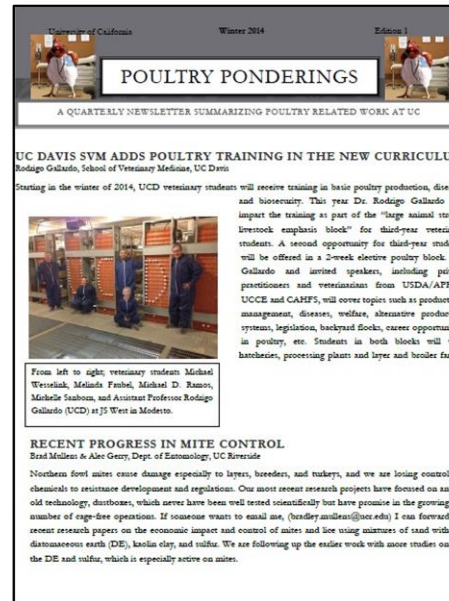 University of California Winter 2014 Edition 1
POULTRY PONDERINGS
A QUARTERLY NEWSLETTER SUMMARIZING POULTRY RELATED WORK AT UC
UC DAVIS SVM ADDS POULTRY TRAINING IN THE NEW CURRICULU
Rodrigo Gallardo, School of Veterinary Medicine, UC Davis
Starting in the winter of 2014, UCD veterinary students will receive training in basic poultry production, dise
and biosecurity. This year Dr. Rodrigo Gallardo
impart the training as part of the "large animal
livestock emphasis block" for third-year veteri
students. A second opportunity for third-year stud
will be offered in a 2-week elective poultry block.
Gallardo and invited speakers, including pri
practitioners and veterinarians from USDA/APH
UCCE and CAHFS, will cover topics such as product
management, diseases, welfare, alternative produc
systems, legislation, backyard flocks, career opportun
in poultry, etc. Students in both blocks will
hatcheries, processing plants and layer and broiler fa
UCD
From left to right; veterinary students Michael
Wesselink, Melinda Faubel, Michael D. Ramos,
Michelle Sanborn, and Assistant Professor Rodrigo
Gallardo (UCD) at JS West in Modesto.
RECENT PROGRESS IN MITE CONTROL
Brad Mullens & Alec Gerry, Dept. of Entomology, UC Riverside
Northern fowl mites cause damage especially to layers, breeders, and turkeys, and we are losing control
chemicals to resistance development and regulations. Our most recent research projects have focused on an
old technology, dustboxes, which never have been well tested scientifically but have promise in the growing
number of cage-free operations. If someone wants to email me, (bradley.mullens@ucr.edu) I can forward
recent research papers on the economic impact and control of mites and lice using mixtures of sand with
diatomaceous earth (DE), kaolin clay, and sulfur. We are following up the earlier work with more studies on
the DE and sulfur, which is especially active on mites.